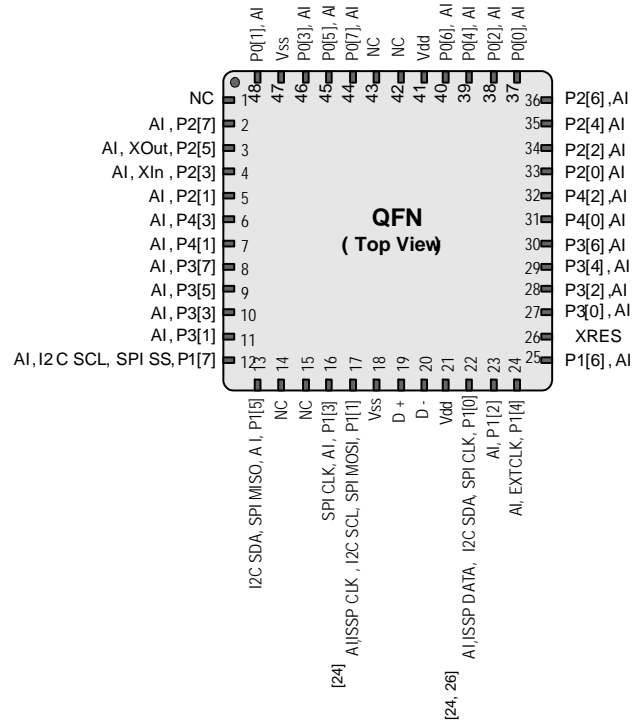 P0[1], AI
Vss
P0[3], AI
P0[5], AI
P0[7], AI
NC
NC
Vdd
P0[6], AI
P0[4], AI
P0[2], AI
P0[0], AI
48
47
46
45
44
43
42
41
40
39
38
37
NC 1
AI , P2[7] 2
AI, XOut, P2[5] 3
AI, XIn , P2[3] 4
AI , P2[1] 5
AI , P4[3] 6
AI , P4[1] 7
AI , P3[7] 8
AI , P3[5] 9
AI , P3[3] 10
AI , P3[1] 11
AI, I2C SCL, SPI SS, P1[7] 12
QFN
( Top View)
36 P2[6] ,AI
35 P2[4] ,AI
34 P2[2] ,AI
33 P2[0] ,AI
32 P4[2] ,AI
31 P4[0] ,AI
30 P3[6] ,AI
29 P3[4] , AI
28 P3[2] ,AI
27 P3[0] , AI
26 XRES
25 P1[6] , AI
13
14
15
16
17
18
19
20
21
22
23
24
I2C SDA, SPI MISO, AI, P1[5]
NC
NC
SPI CLK, AI, P1[3]
[24] AI,ISSP CLK , I2C SCL, SPI MOSI, P1[1]
Vss
D +
D -
Vdd
[24, 26] AI,ISSP DATA, I2C SDA, SPI CLK, P1[0]
AI, P1[2]
AI, EXTCLK, P1[4]